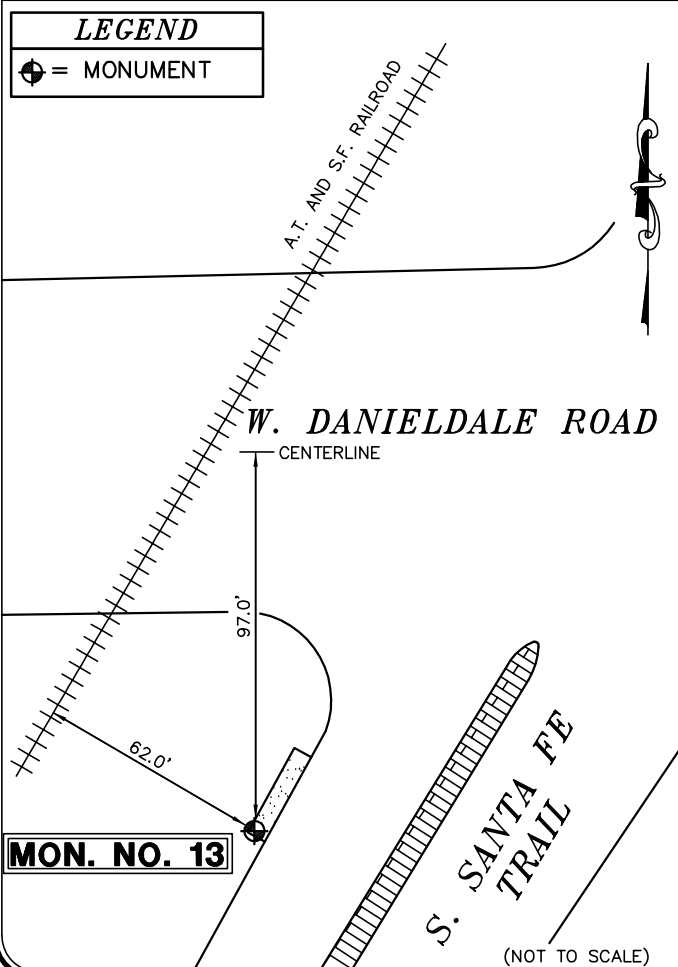 LEGEND
= MONUMENT
A.T. AND S.F. RAILROAD
W. DANIELDALE ROAD
CENTERLINE
97.0'
62.0'
MON. NO. 13
S. SANTA FE
TRAIL
(NOT TO SCALE)